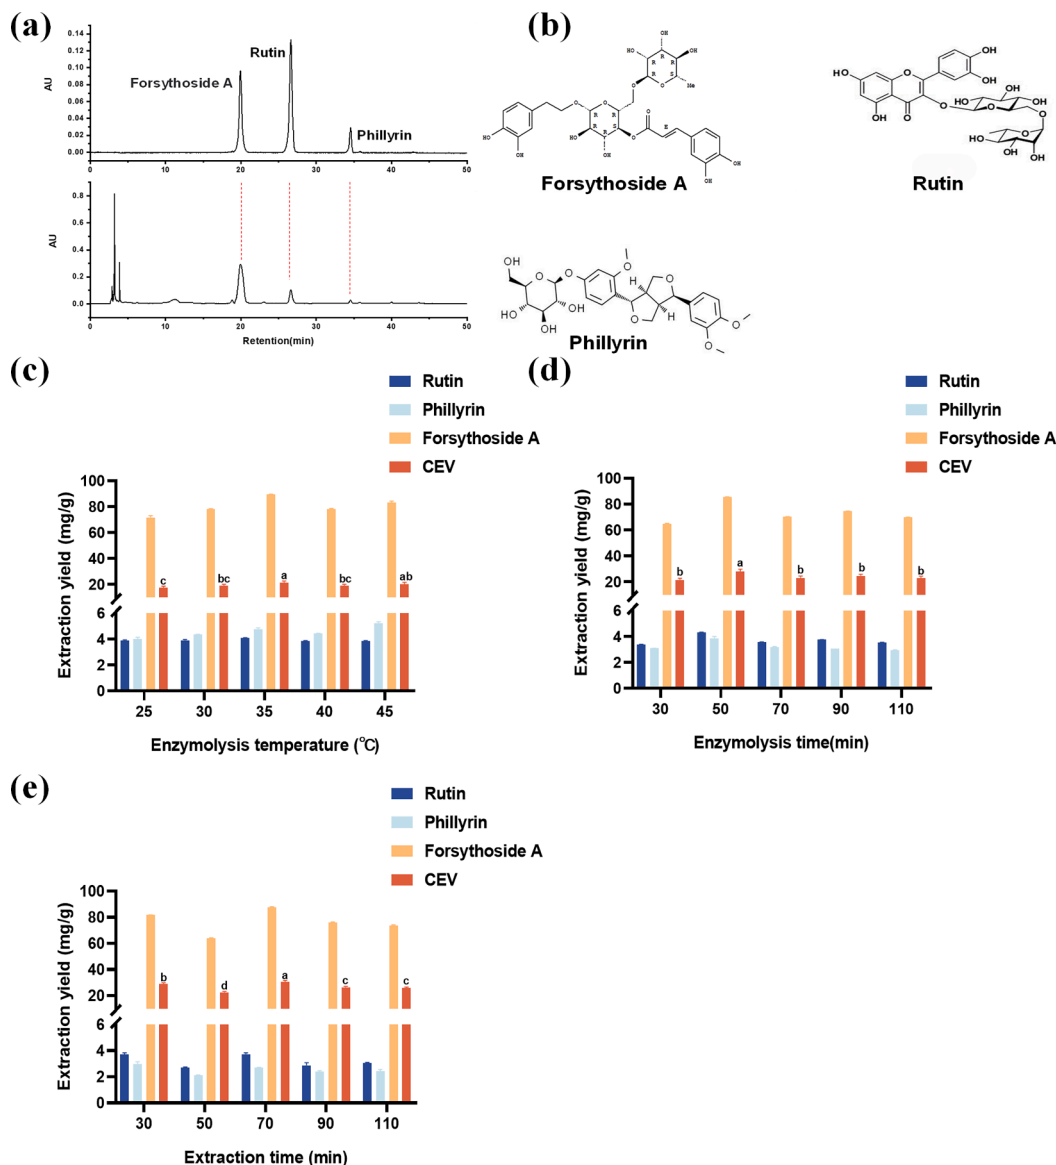 (a)
0.14
0.12
0.10
0.08
0.06
0.04
0.02
0.00
AU
Forsythoside A
Rutin
Phillyrin
0 10 20 30 40 50
0.8
0.6
0.4
0.2
0.0
AU
0 10 20 30 40 50
Retention(min)
(b)
Forsythoside A
Rutin
Phillyrin
(c)
Rutin
Phillyrin
Forsythoside A
CEV
Extraction yield (mg/g)
100
80
60
40
20
6
4
2
0
c bc a bc ab
25 30 35 40 45
Enzymolysis temperature (°C)
(d)
Rutin
Phillyrin
Forsythoside A
CEV
Extraction yield (mg/g)
100
80
60
40
20
6
4
2
0
b a b b b
30 50 70 90 110
Enzymolysis time(min)
(e)
Rutin
Phillyrin
Forsythoside A
CEV
Extraction yield (mg/g)
100
80
60
40
20
6
4
2
0
b d a c c
30 50 70 90 110
Extraction time (min)